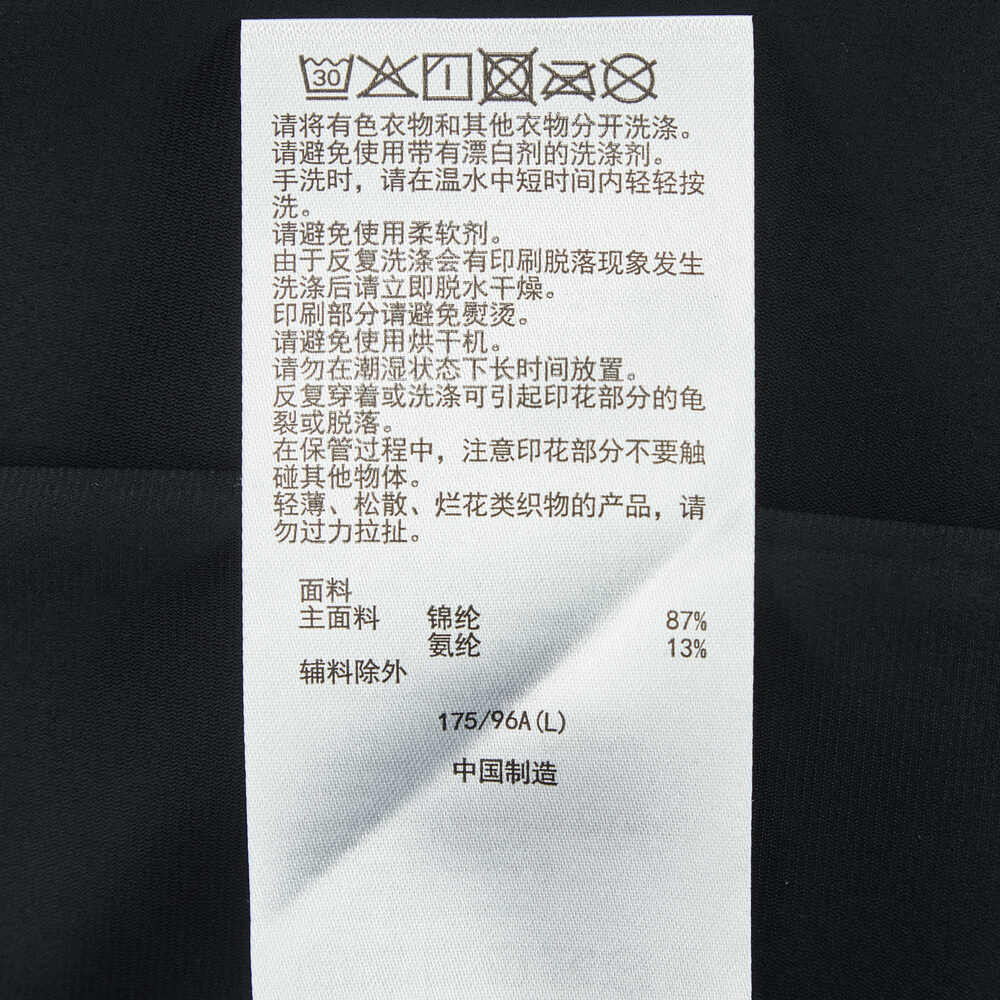 30
请将有色衣物和其他衣物分开洗涤。
请避免使用带有漂白剂的洗涤剂。
手洗时，请在温水中短时间内轻轻按
洗。
请避免使用柔软剂。
由于反复洗涤会有印刷脱落现象发生
洗涤后请立即脱水干燥。
印刷部分请避免熨烫。
请避免使用烘干机。
请勿在潮湿状态下长时间放置。
反复穿着或洗涤可引起印花部分的龟
裂或脱落。
在保管过程中，注意印花部分不要触
碰其他物体。
轻薄、松散、烂花类织物的产品，请
勿过力拉扯。
面料
主面料 锦纶 87%
氨纶 13%
辅料除外
175/96A(L)
中国制造